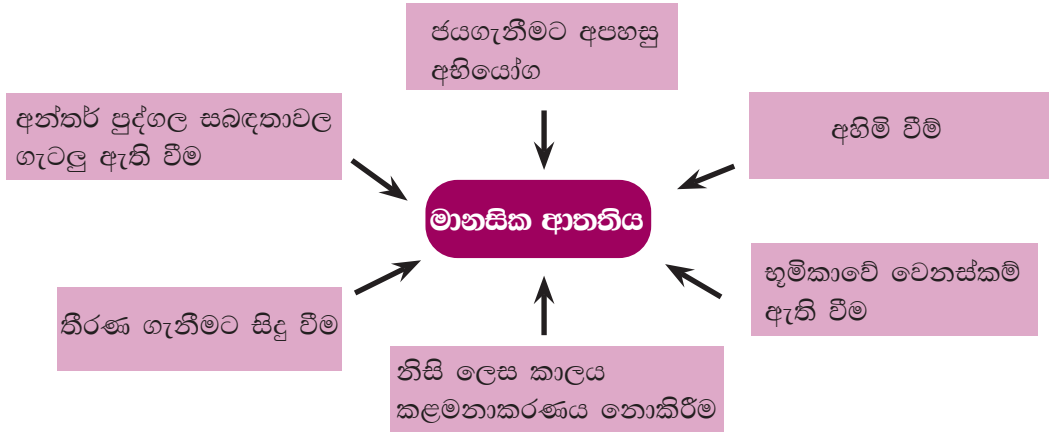 ජයගැනීමට අපහසු
අභියෝග
අන්තර් පුද්ගල සබඳතාවල
ගැටලු ඇති වීම
අහිමි වීම්
මානසික ආතතිය
භූමිකාවේ වෙනස්කම්
ඇති වීම
තීරණ ගැනීමට සිදු වීම
නිසි ලෙස කාලය
කළමනාකරණය නොකිරීම